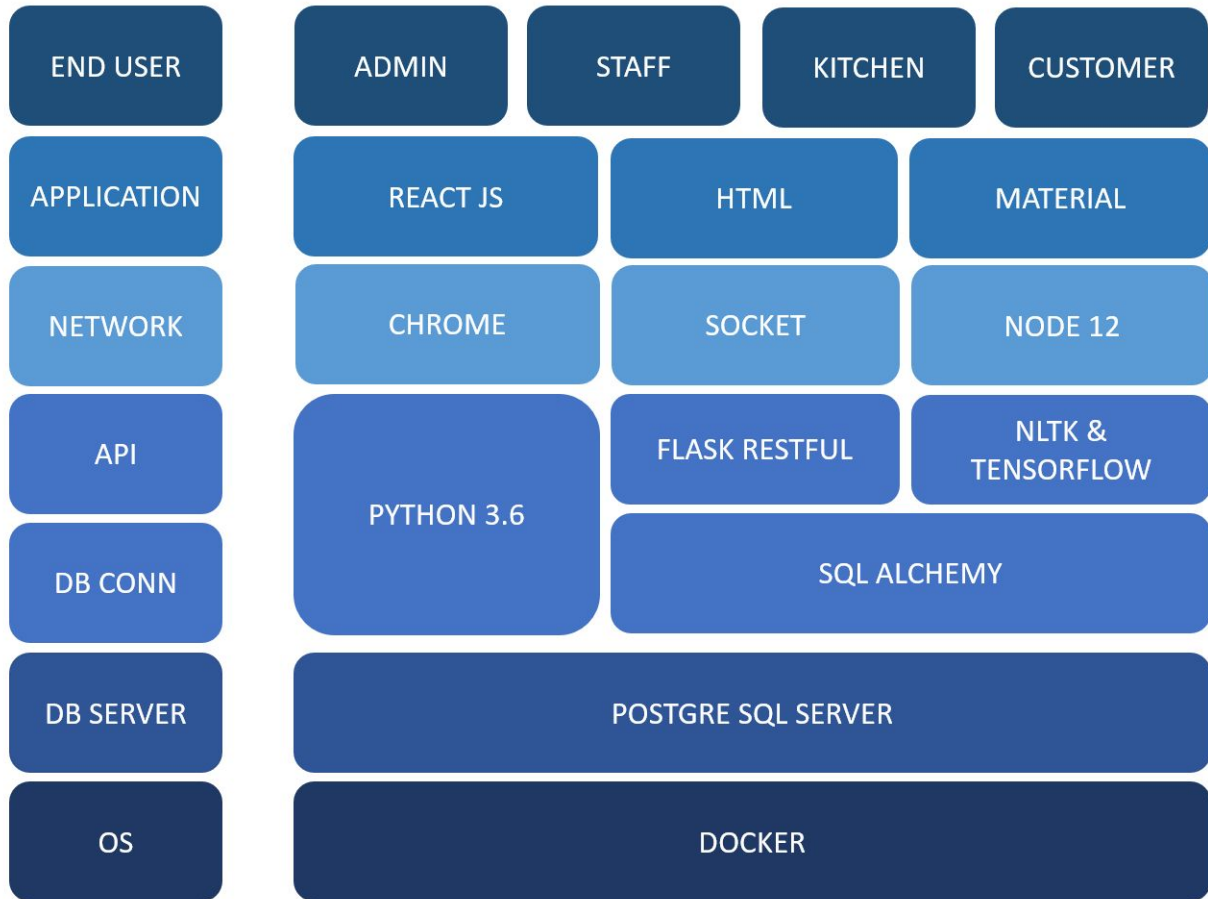 END USER
ADMIN
STAFF
KITCHEN
CUSTOMER
APPLICATION
REACT JS
HTML
MATERIAL
NETWORK
CHROME
SOCKET
NODE 12
API
PYTHON 3.6
FLASK RESTFUL
NLTK &
TENSORFLOW
DB CONN
SQL ALCHEMY
DB SERVER
POSTGRE SQL SERVER
OS
DOCKER